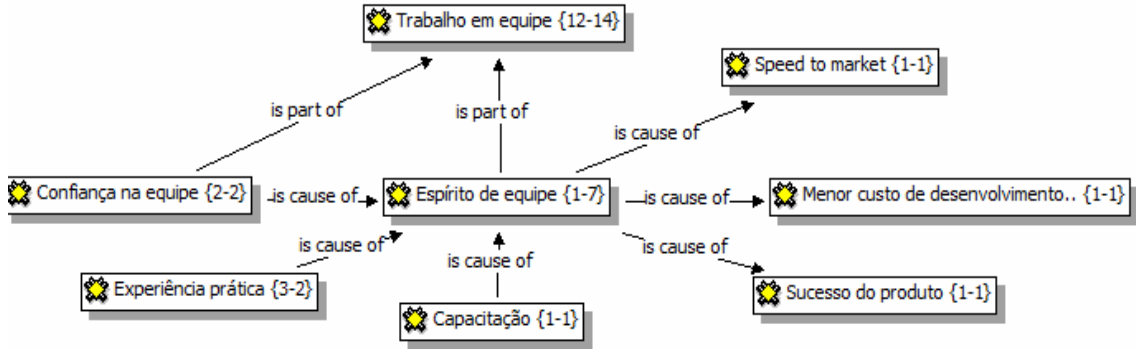 Trabalho em equipe {12-14}
Speed to market {1-1}
is part of
is part of
is cause of
Confiança na equipe {2-2}
is cause of
Espírito de equipe {1-7}
is cause of
Menor custo de desenvolvimento.. {1-1}
is cause of
is cause of
is cause of
Experiência prática {3-2}
Capacitação {1-1}
Sucesso do produto {1-1}